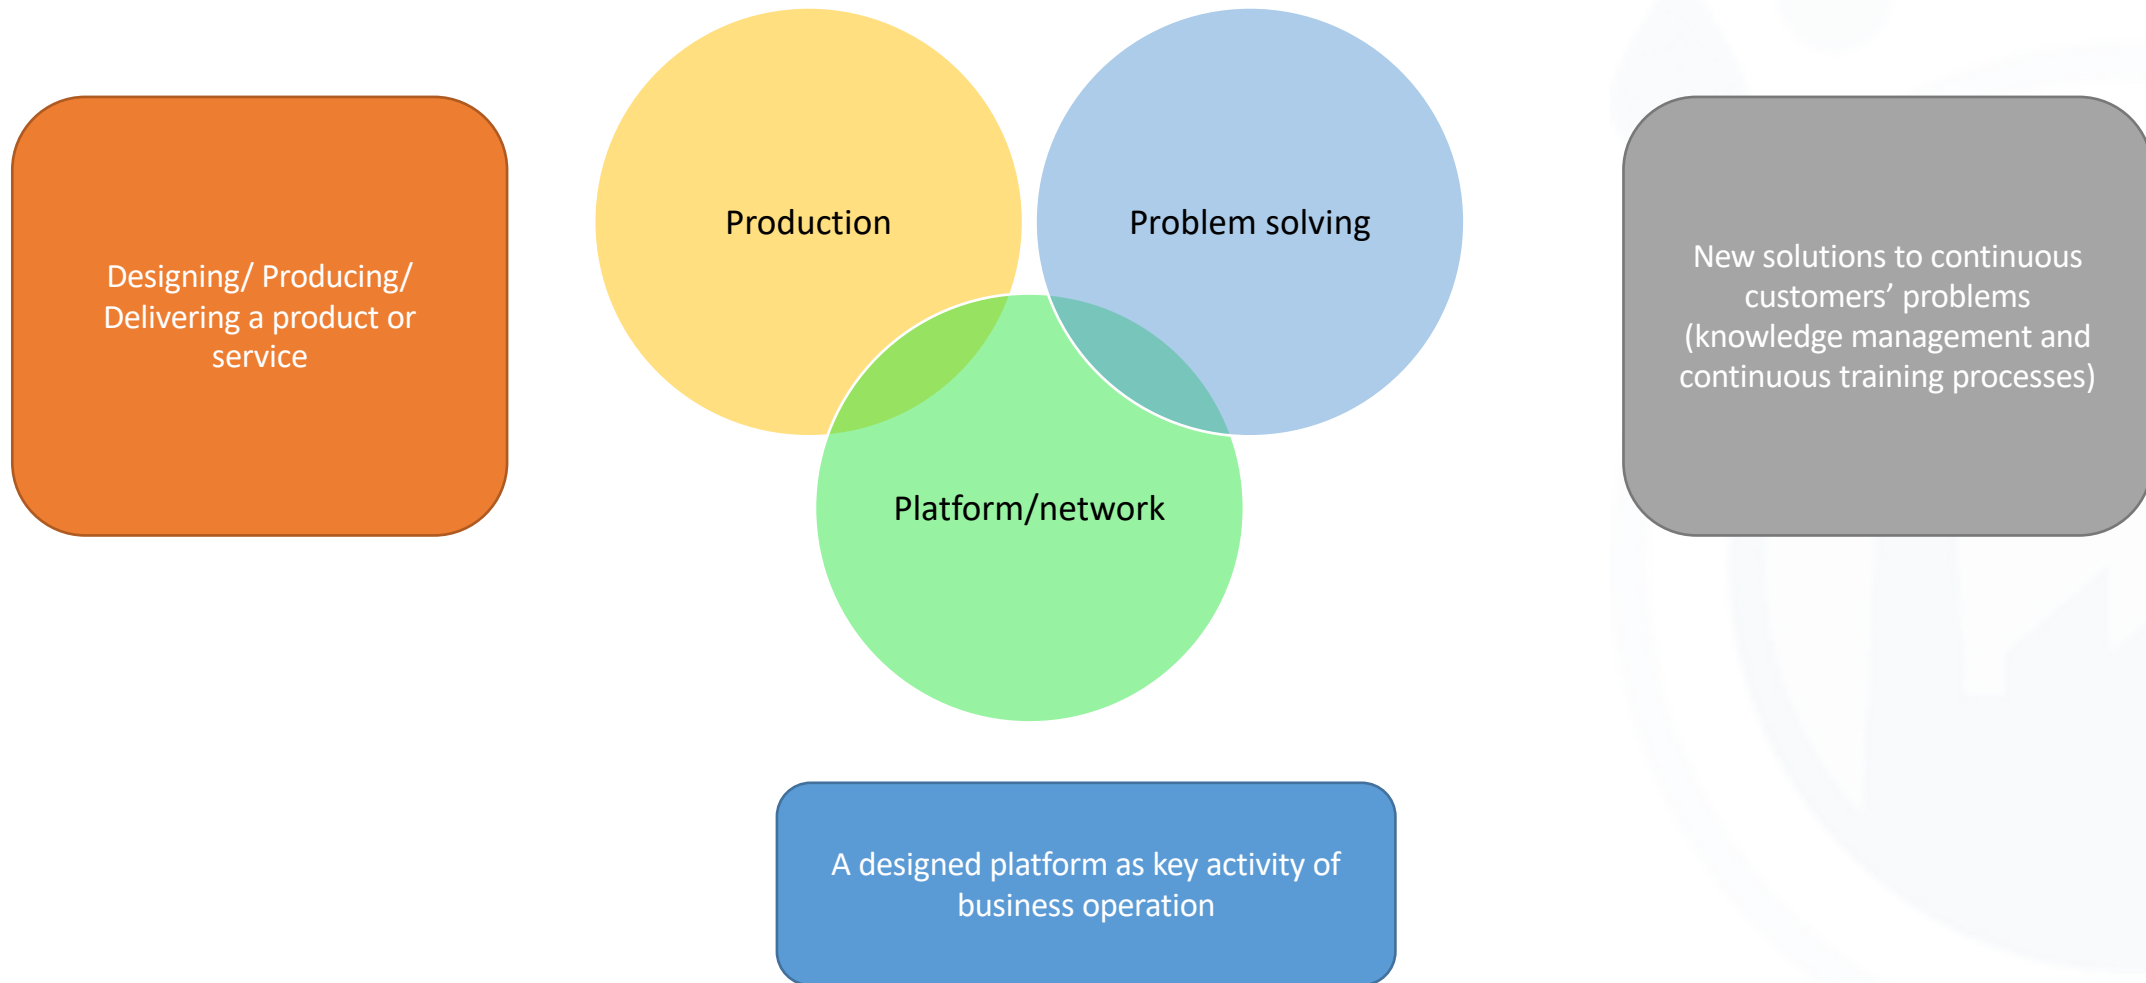 Production
Problem solving
Designing/ Producing/
Delivering a product or
service
New solutions to continuous
customers’ problems
(knowledge management and
continuous training processes)
Platform/network
A designed platform as key activity of
business operation